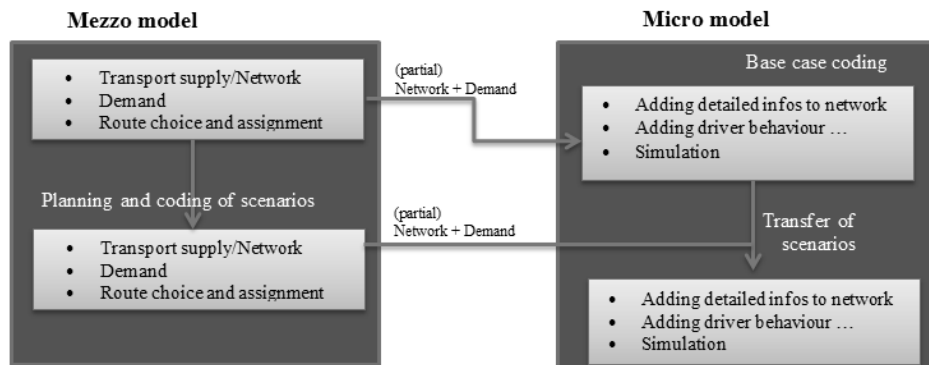 Mezzo model
• Transport supply/Network
• Demand
• Route choice and assignment
Planning and coding of scenarios
• Transport supply/Network
• Demand
• Route choice and assignment
(partial)
Network + Demand
(partial)
Network + Demand
Micro model
Base case coding
• Adding detailed infos to network
• Adding driver behaviour ...
• Simulation
Transfer of
scenarios
• Adding detailed infos to network
• Adding driver behaviour ...
• Simulation